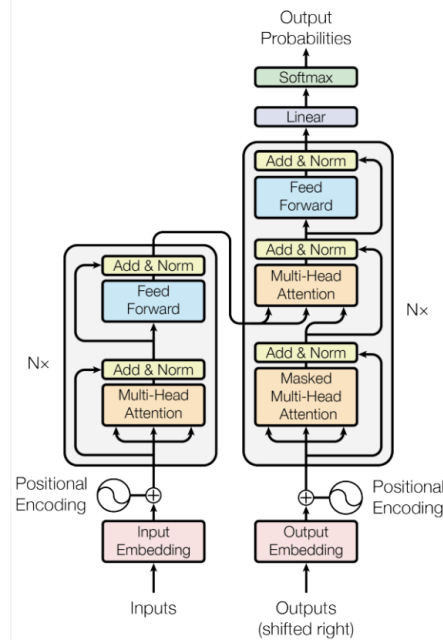 Output
Probabilities
Softmax
Linear
Add & Norm
Feed
Forward
Add & Norm
Multi-Head
Attention
Nx
Add & Norm
Masked
Multi-Head
Attention
Positional
Encoding
Output
Embedding
Outputs
(shifted right)
Add & Norm
Feed
Forward
Nx
Add & Norm
Multi-Head
Attention
Positional
Encoding
Input
Embedding
Inputs